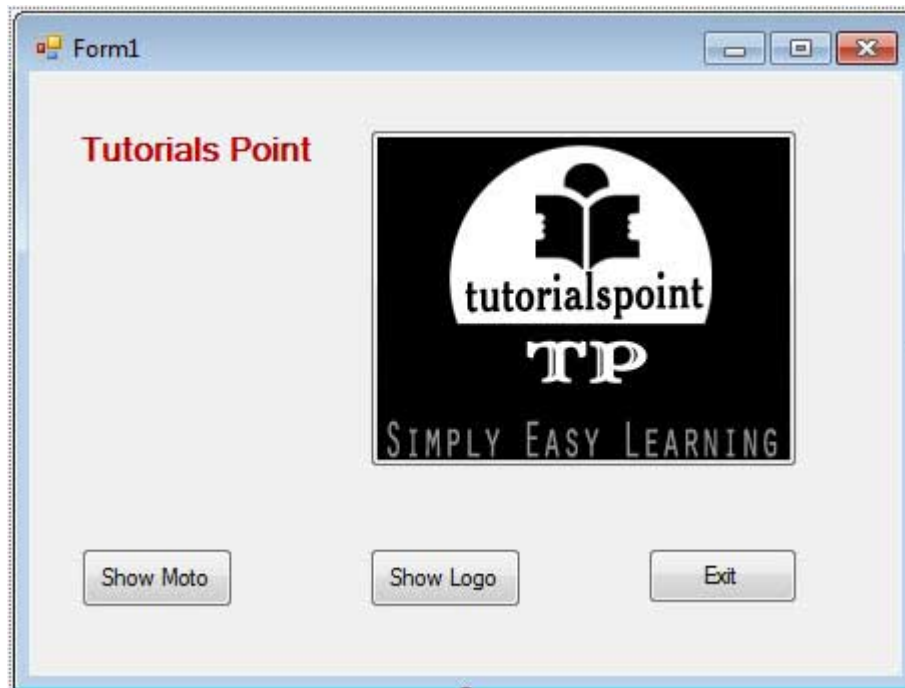 Form1
Tutorials Point
tutorialspoint
TP
SIMPLY EASY LEARNING
Show Moto
Show Logo
Exit